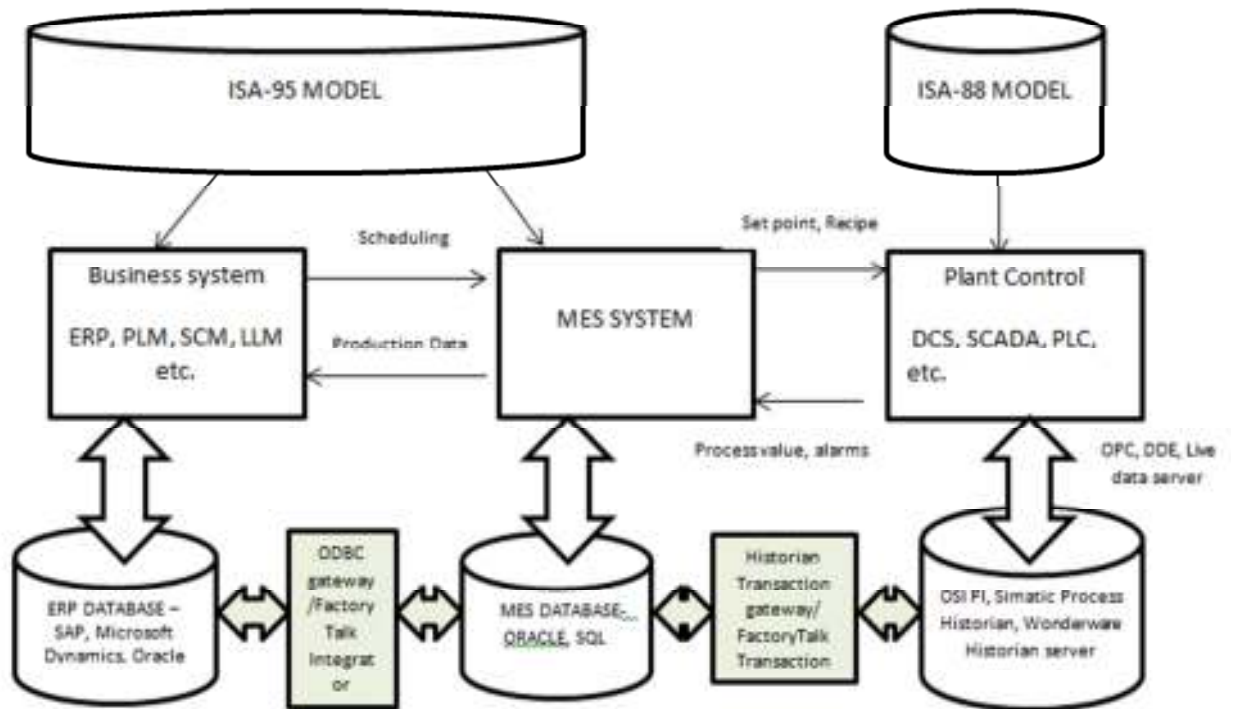 ISA-95 MODEL
ISA-88 MODEL
Scheduling
Set point, Recipe
Business system
ERP, PLM, SCM, LLM
etc.
Production Data
MES SYSTEM
Plant Control
DCS, SCADA, PLC,
etc.
Process value, alarms
OPC, DDE, Live
data server
ERP DATABASE –
SAP, Microsoft
Dynamics, Oracle
ODBC
gateway
/Factory
Talk
Integrat
or
MES DATABASE-,
ORACLE, SQL
Historian
Transaction
gateway/
FactoryTalk
Transaction
OSI PI, Simatic Process
Historian, Wonderware
Historian server